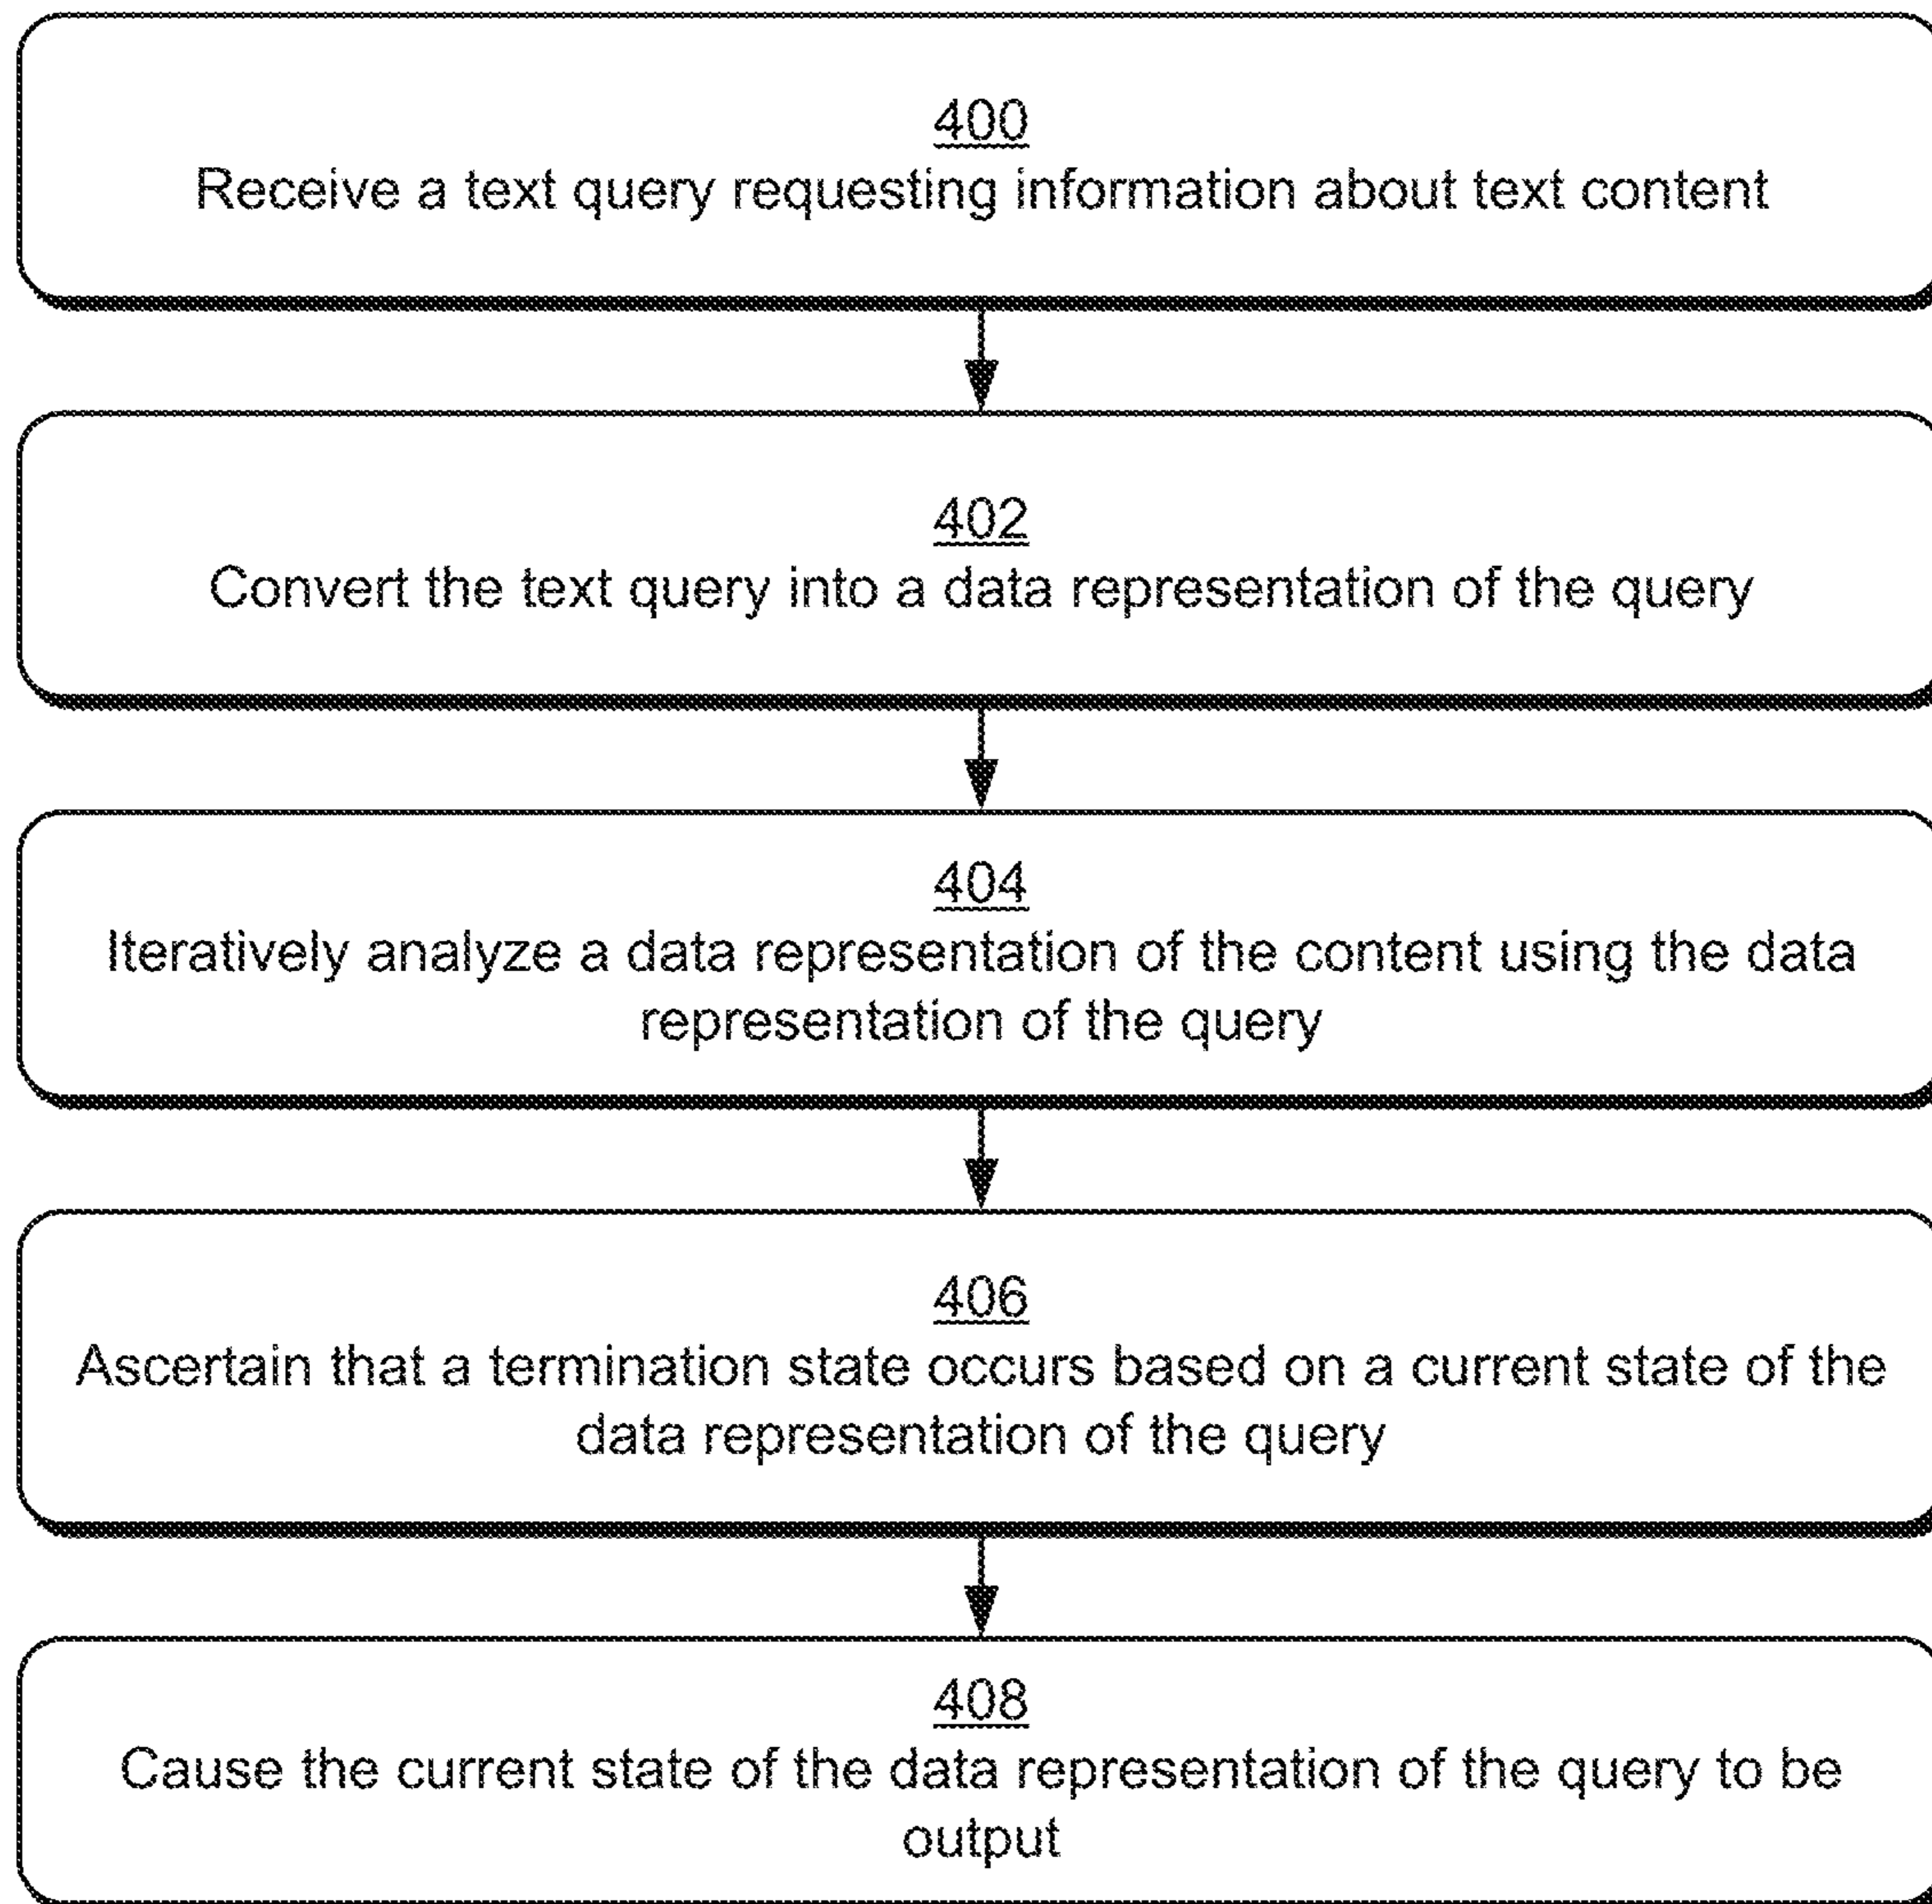 400
Receive a text query requesting information about text content
402
Convert the text query into a data representation of the query
404
Iteratively analyze a data representation of the content using the data
representation of the query
406
Ascertain that a termination state occurs based on a current state of the
data representation of the query
408
Cause the current state of the data representation of the query to be
output